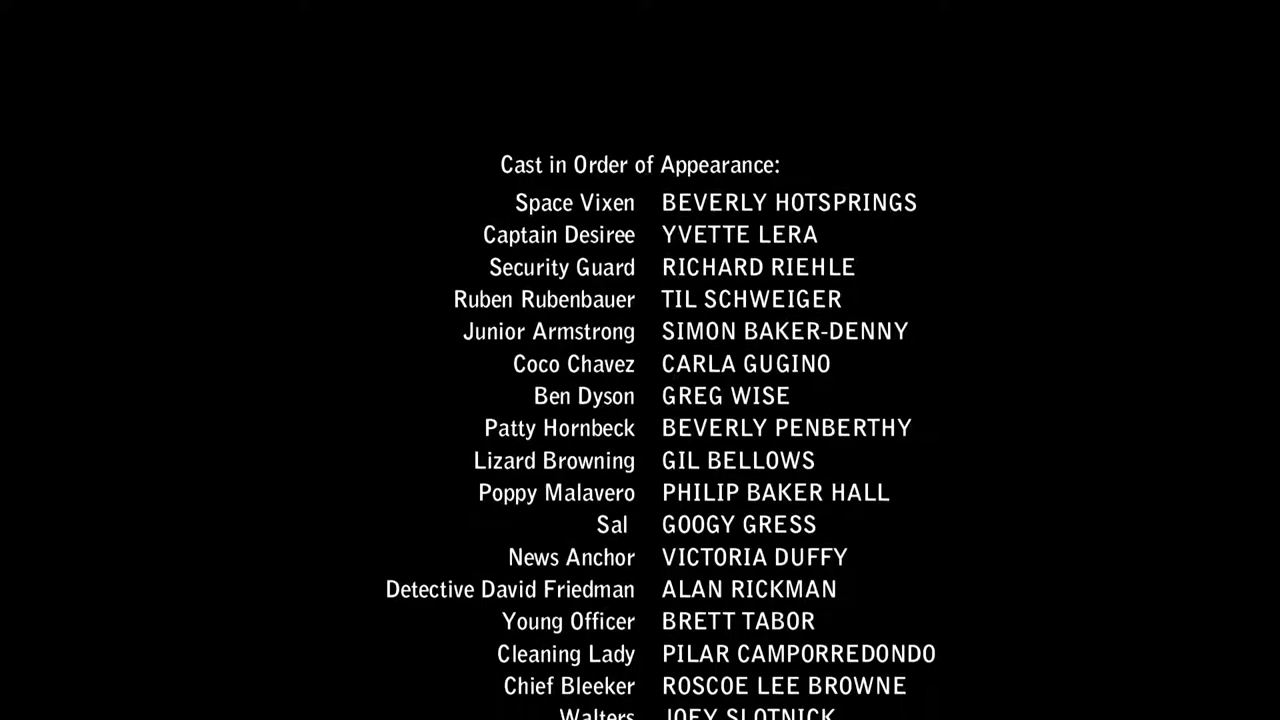 Cast in Order of Appearance:
Space Vixen BEVERLY HOTSPRINGS
Captain Desiree YVETTE LERA
Security Guard RICHARD RIEHLE
Ruben Rubenbauer TIL SCHWEIGER
Junior Armstrong SIMON BAKER-DENNY
Coco Chavez CARLA GUGINO
Ben Dyson GREG WISE
Patty Hornbeck BEVERLY PENBERTHY
Lizard Browning GIL BELLOWS
Poppy Malavero PHILIP BAKER HALL
Sal GOOGY GRESS
News Anchor VICTORIA DUFFY
Detective David Friedman ALAN RICKMAN
Young Officer BRETT TABOR
Cleaning Lady PILAR CAMPORREDONDO
Chief Bleeker ROSCOE LEE BROWNE
Walters JOEY SLOTNICK